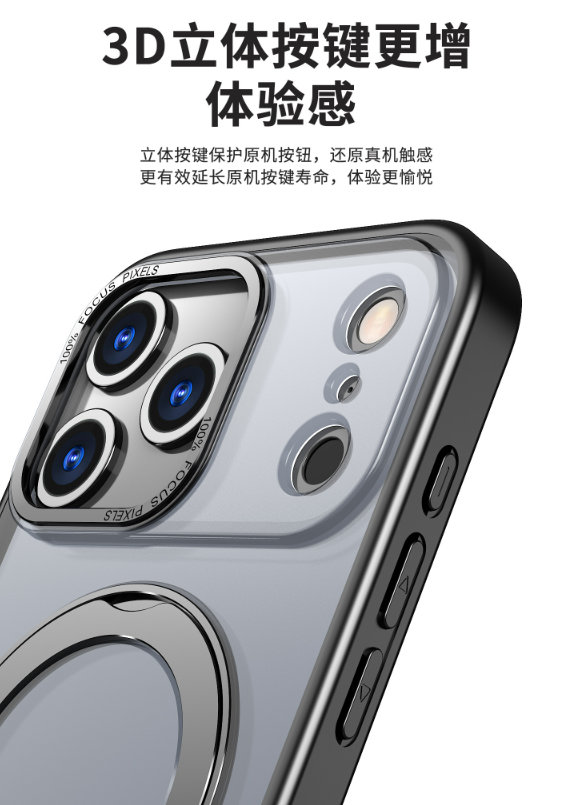 3D立体按键更增
体验感
立体按键保护原机按钮，还原真机触感
更有效延长原机按键寿命，体验更愉悦
100% FOCUS PIXELS
100% FOCUS PIXELS